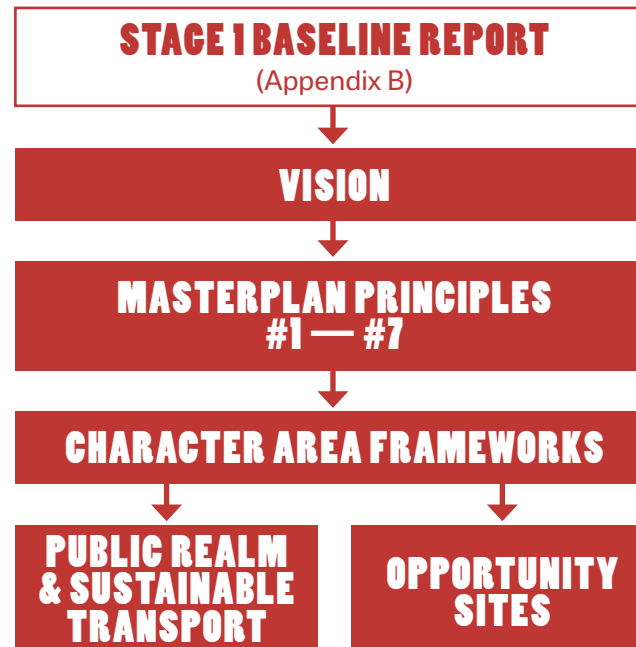 STAGE 1 BASELINE REPORT
(Appendix B)
VISION
MASTERPLAN PRINCIPLES
#1 — #7
CHARACTER AREA FRAMEWORKS
PUBLIC REALM
& SUSTAINABLE
TRANSPORT
OPPORTUNITY
SITES